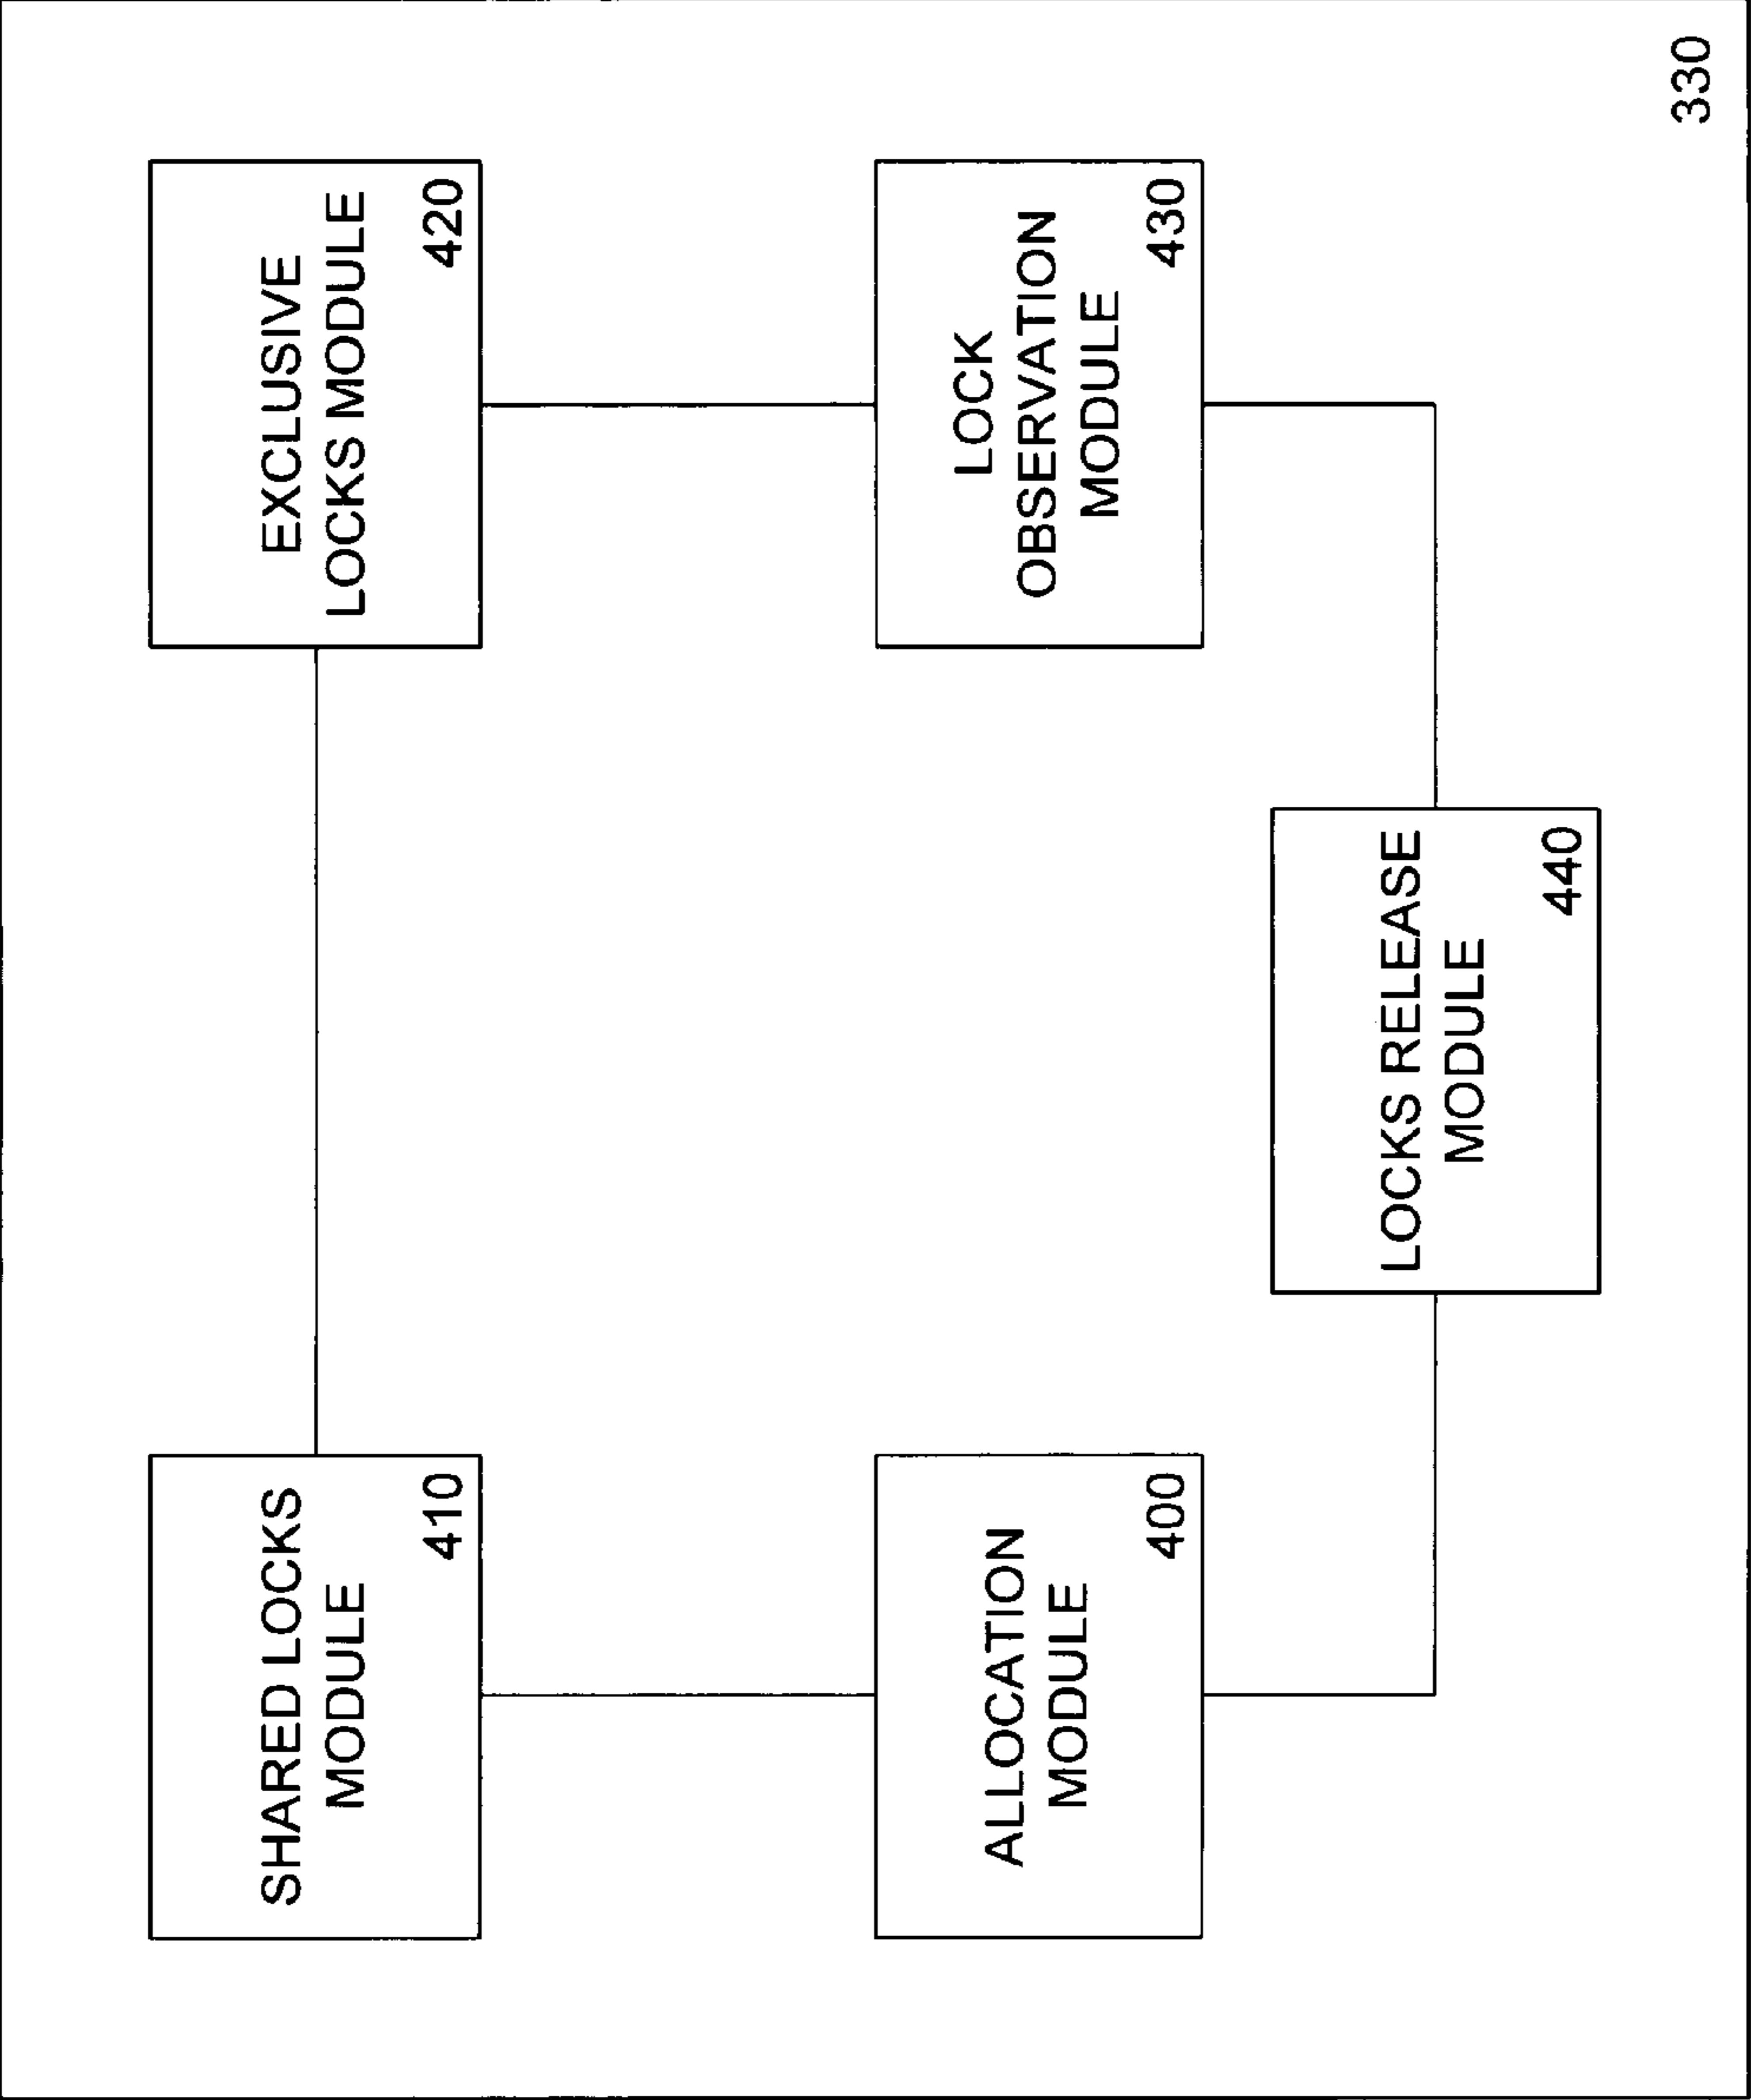 SHARED LOCKS
MODULE
410
EXCLUSIVE
LOCKS MODULE
420
ALLOCATION
MODULE
400
LOCK
OBSERVATION
MODULE
430
LOCKS RELEASE
MODULE
440
330